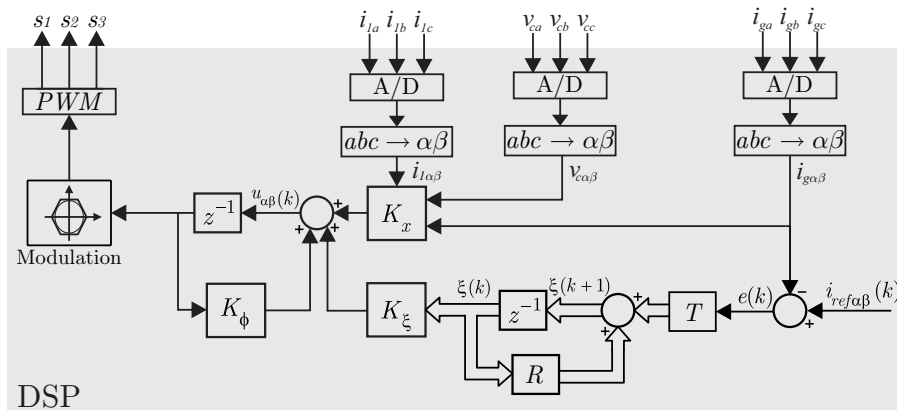 s1 s2 s3
i1a i1b i1c
vca vcb vcc
iga igb igc
PWM
A/D
A/D
A/D
abc → αβ
abc → αβ
abc → αβ
i1αβ
vcαβ
igαβ
Modulation
z⁻¹
uαβ(k)
+
+
+
Kx
Kϕ
Kξ
ξ(k)
z⁻¹
ξ(k+1)
+
+
T
e(k)
−
+
irefαβ(k)
R
DSP